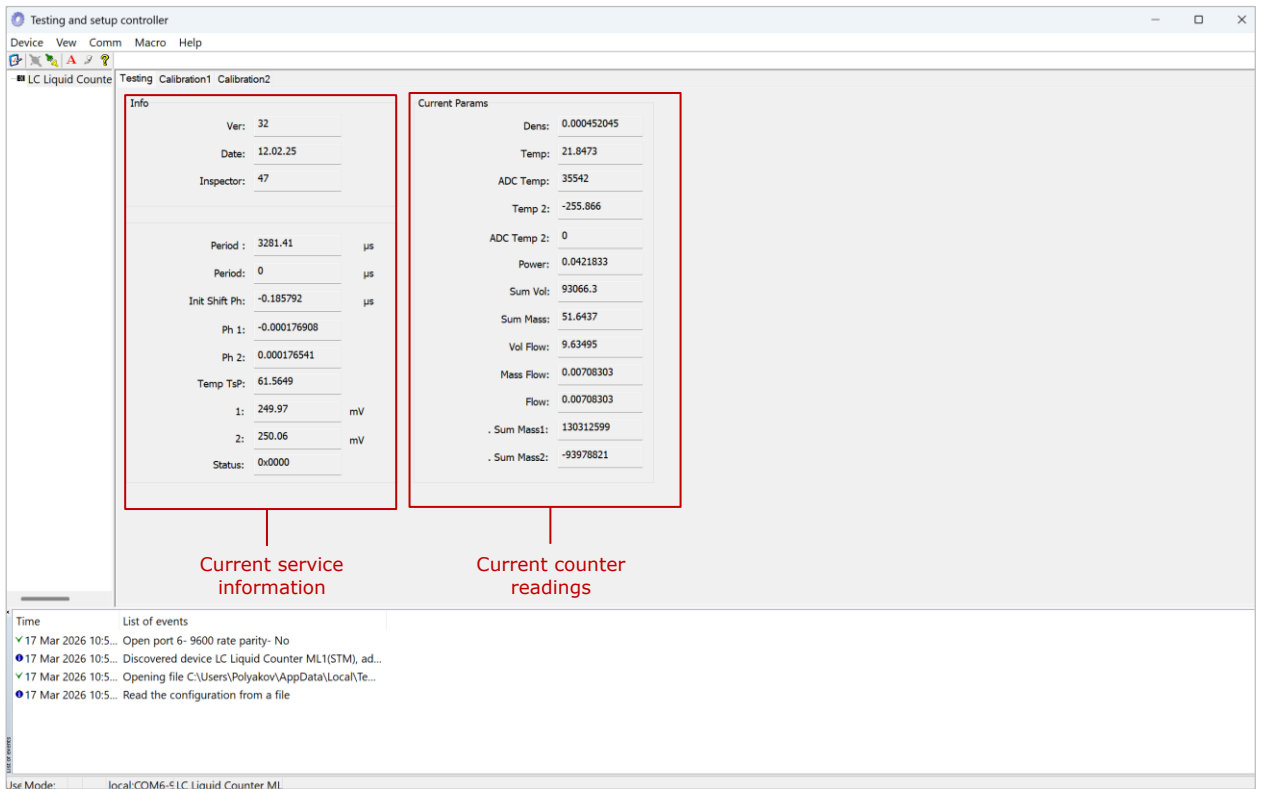 Testing and setup controller
Device Vew Comm Macro Help
LC Liquid Counte
Testing Calibration1 Calibration2
Info
Ver: 32
Date: 12.02.25
Inspector: 47
Period : 3281.41 µs
Period: 0 µs
Init Shift Ph: -0.185792 µs
Ph 1: -0.000176908
Ph 2: 0.000176541
Temp TsP: 61.5649
1: 249.97 mV
2: 250.06 mV
Status: 0x0000
Current Params
Dens: 0.000452045
Temp: 21.8473
ADC Temp: 35542
Temp 2: -255.866
ADC Temp 2: 0
Power: 0.0421833
Sum Vol: 93066.3
Sum Mass: 51.6437
Vol Flow: 9.63495
Mass Flow: 0.00708303
Flow: 0.00708303
. Sum Mass1: 130312599
. Sum Mass2: -93978821
Current service
information
Current counter
readings
Time List of events
17 Mar 2026 10:5... Open port 6- 9600 rate parity- No
17 Mar 2026 10:5... Discovered device LC Liquid Counter ML1(STM), ad...
17 Mar 2026 10:5... Opening file C:\Users\Polyakov\AppData\Local\Te...
17 Mar 2026 10:5... Read the configuration from a file
List of events
Use Mode: local:COM6-9 LC Liquid Counter ML